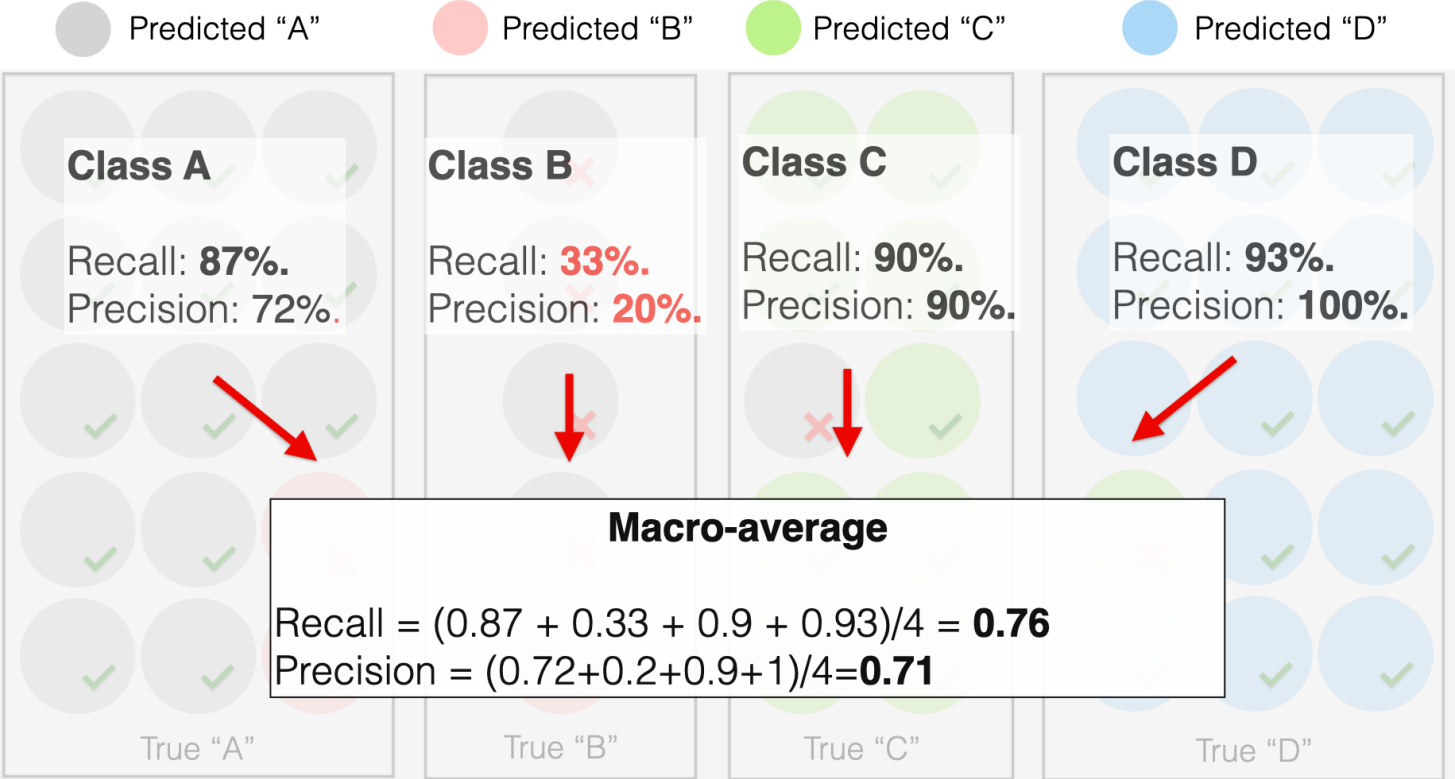 Predicted “A”
Predicted “B”
Predicted “C”
Predicted “D”
Class A
Recall: 87%.
Precision: 72%.
Class B
Recall: 33%.
Precision: 20%.
Class C
Recall: 90%.
Precision: 90%.
Class D
Recall: 93%.
Precision: 100%.
Macro-average
Recall = (0.87 + 0.33 + 0.9 + 0.93)/4 = 0.76
Precision = (0.72+0.2+0.9+1)/4=0.71
True “A”
True “B”
True “C”
True “D”